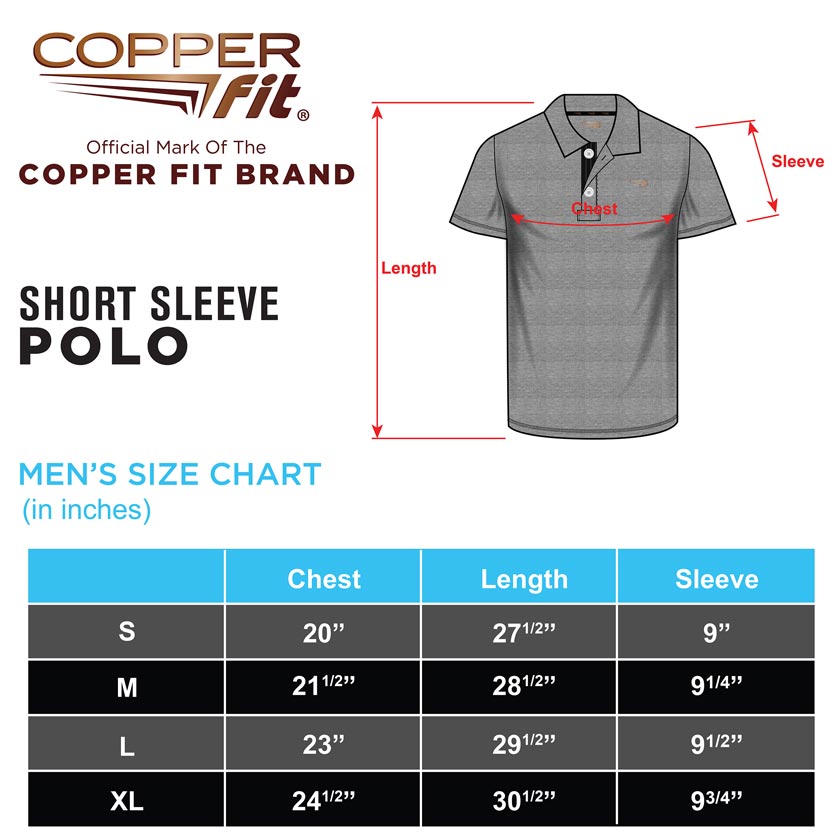 COPPER
fit®
Official Mark Of The
COPPER FIT BRAND
SHORT SLEEVE
POLO
Sleeve
Chest
Length
MEN'S SIZE CHART
(in inches)
Chest Length Sleeve
S 20” 27 1/2” 9”
M 21 1/2” 28 1/2” 9 1/4”
L 23” 29 1/2” 9 1/2”
XL 24 1/2” 30 1/2” 9 3/4”